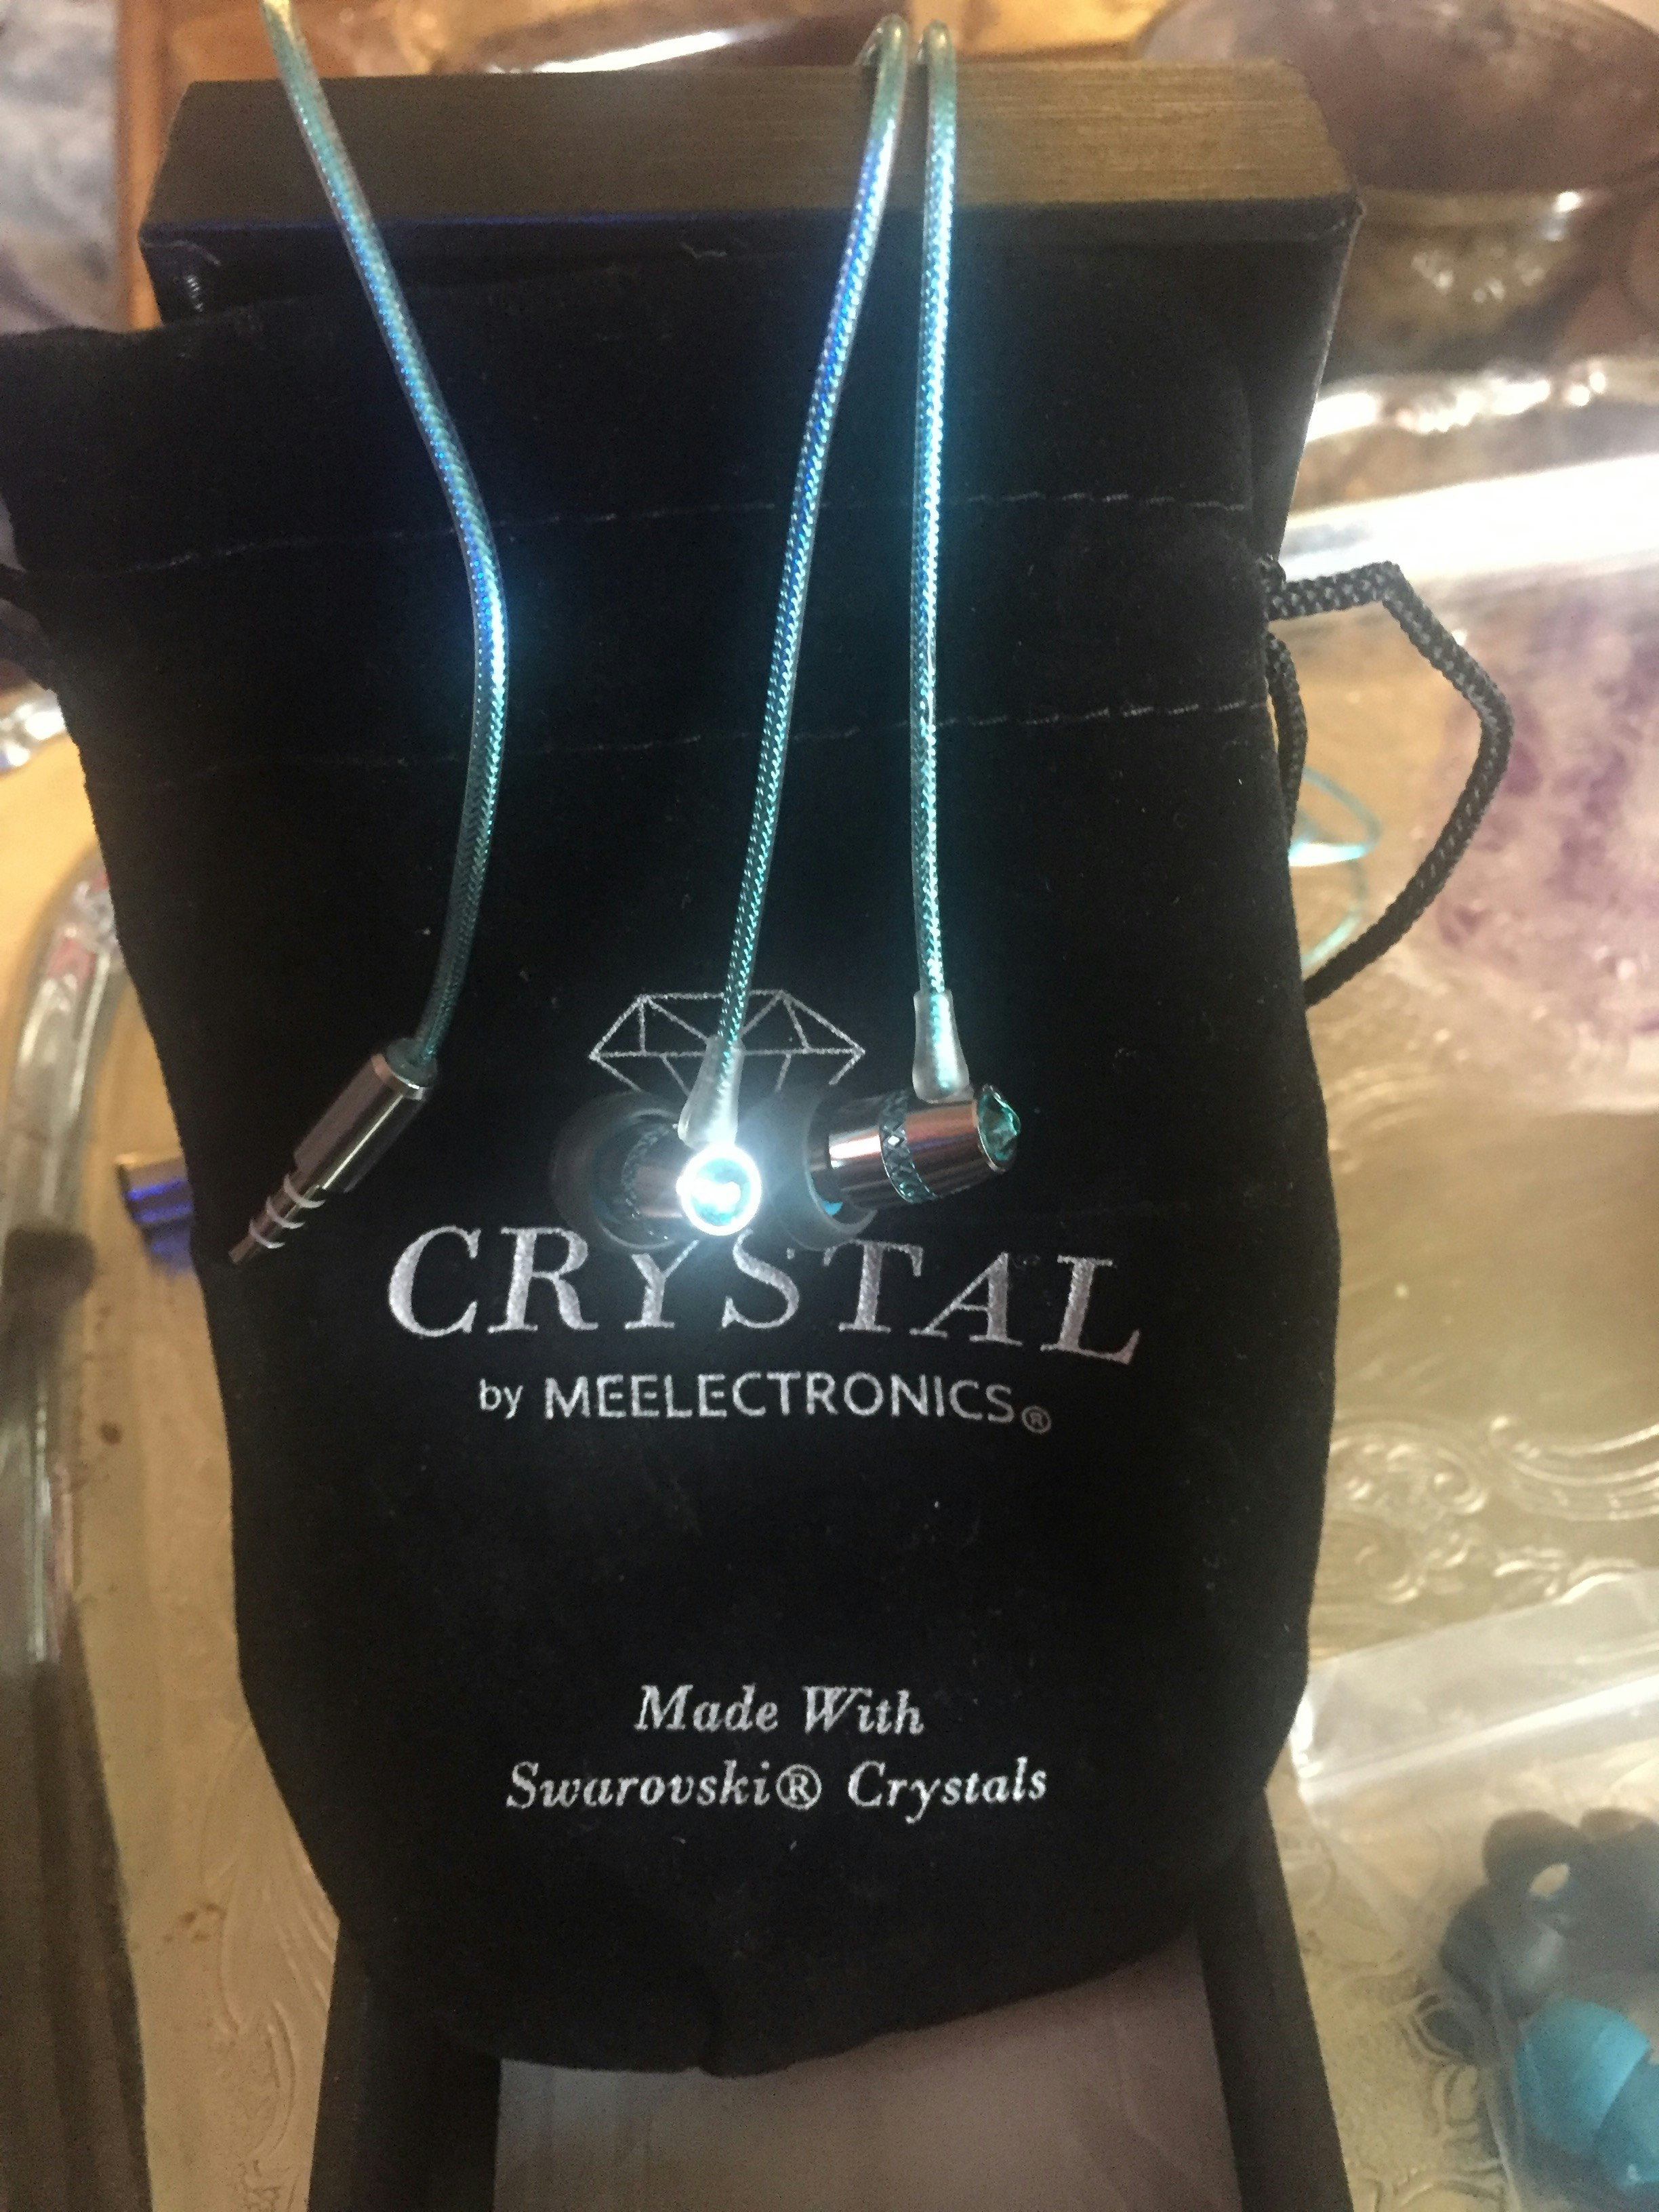 CRYSTAL
by MEELECTRONICS®
Made With
Swarovski® Crystals